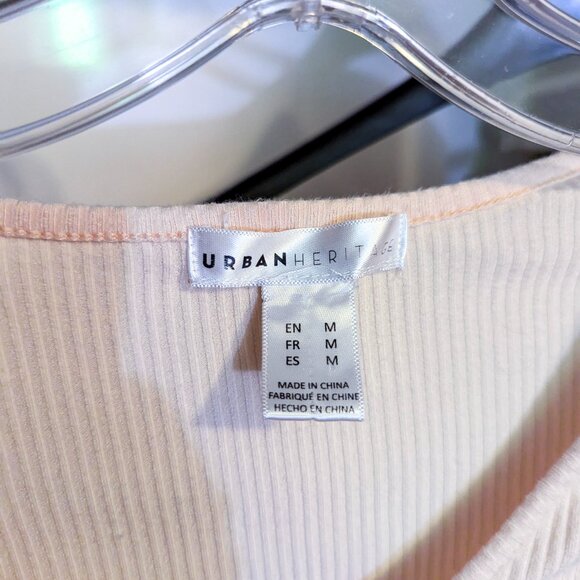 URBANHERITAGE
EN M
FR M
ES M
MADE IN CHINA
FABRIQUÉ EN CHINE
HECHO EN CHINA